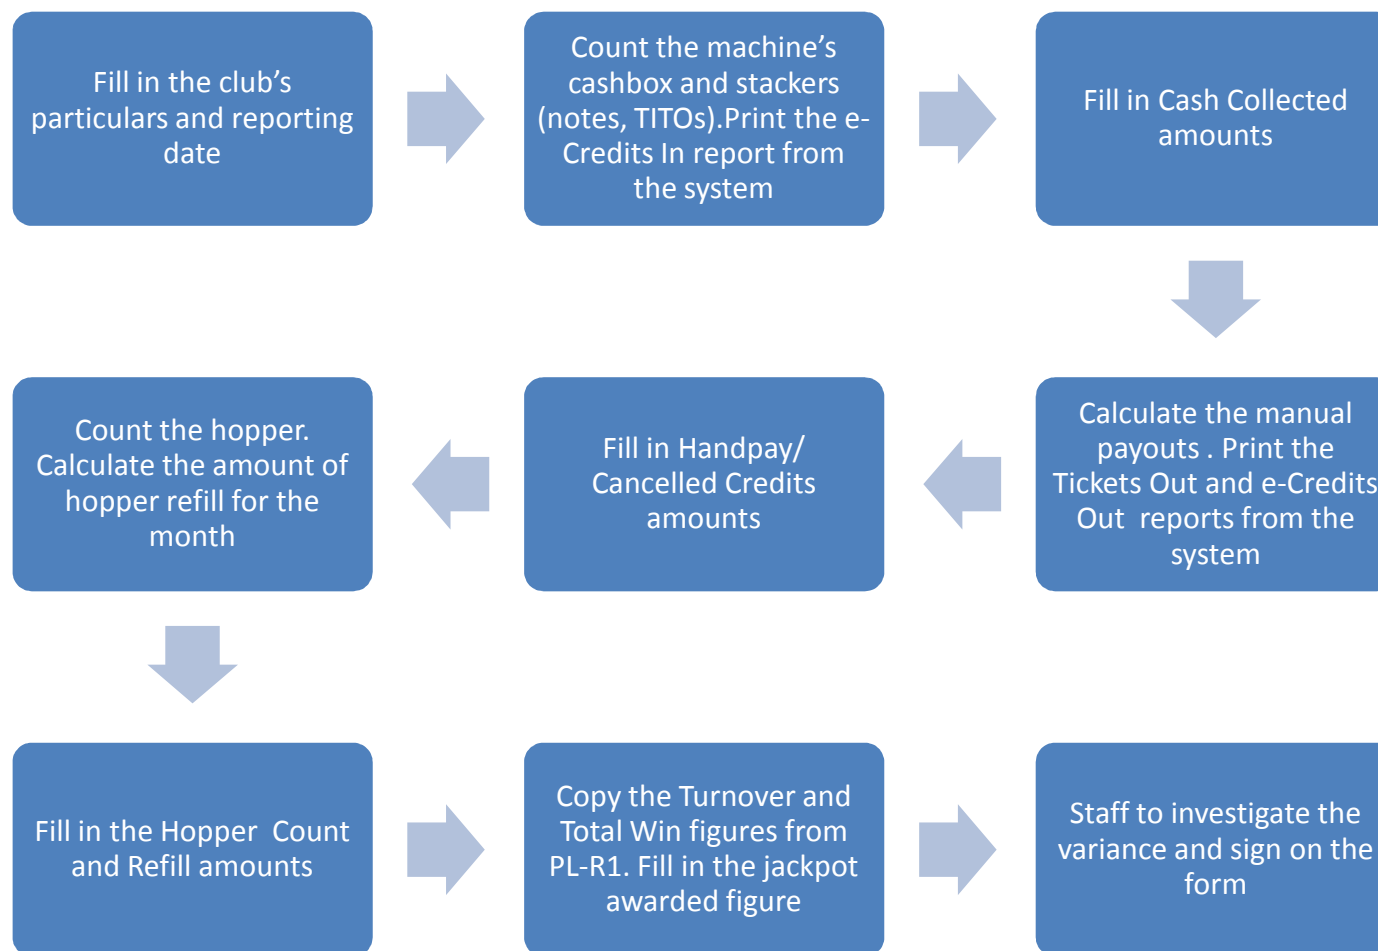 Fill in the club’s
particulars and reporting
date
Count the machine’s
cashbox and stackers
(notes, TITOs).Print the e-
Credits In report from
the system
Fill in Cash Collected
amounts
Calculate the manual
payouts . Print the
Tickets Out and e-Credits
Out  reports from the
system
Fill in Handpay/
Cancelled Credits
amounts
Count the hopper.
Calculate the amount of
hopper refill for the
month
Fill in the Hopper  Count
and Refill amounts
Copy the Turnover and
Total Win figures from
PL-R1. Fill in the jackpot
awarded figure
Staff to investigate the
variance and sign on the
form